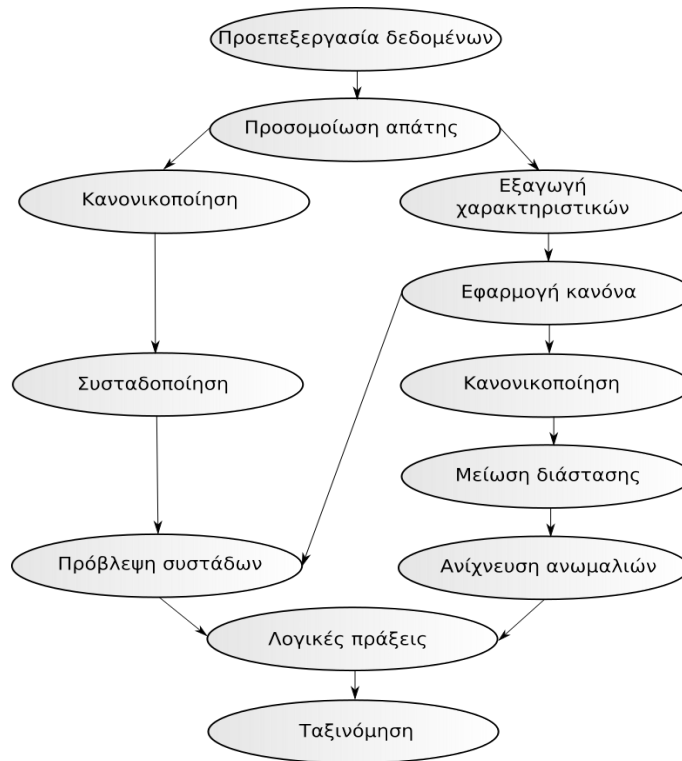 Προεπεξεργασία δεδομένων
Προσομοίωση απάτης
Κανονικοποίηση
Εξαγωγή
χαρακτηριστικών
Εφαρμογή κανόνα
Συσταδοποίηση
Κανονικοποίηση
Μείωση διάστασης
Πρόβλεψη συστάδων
Ανίχνευση ανωμαλιών
Λογικές πράξεις
Ταξινόμηση